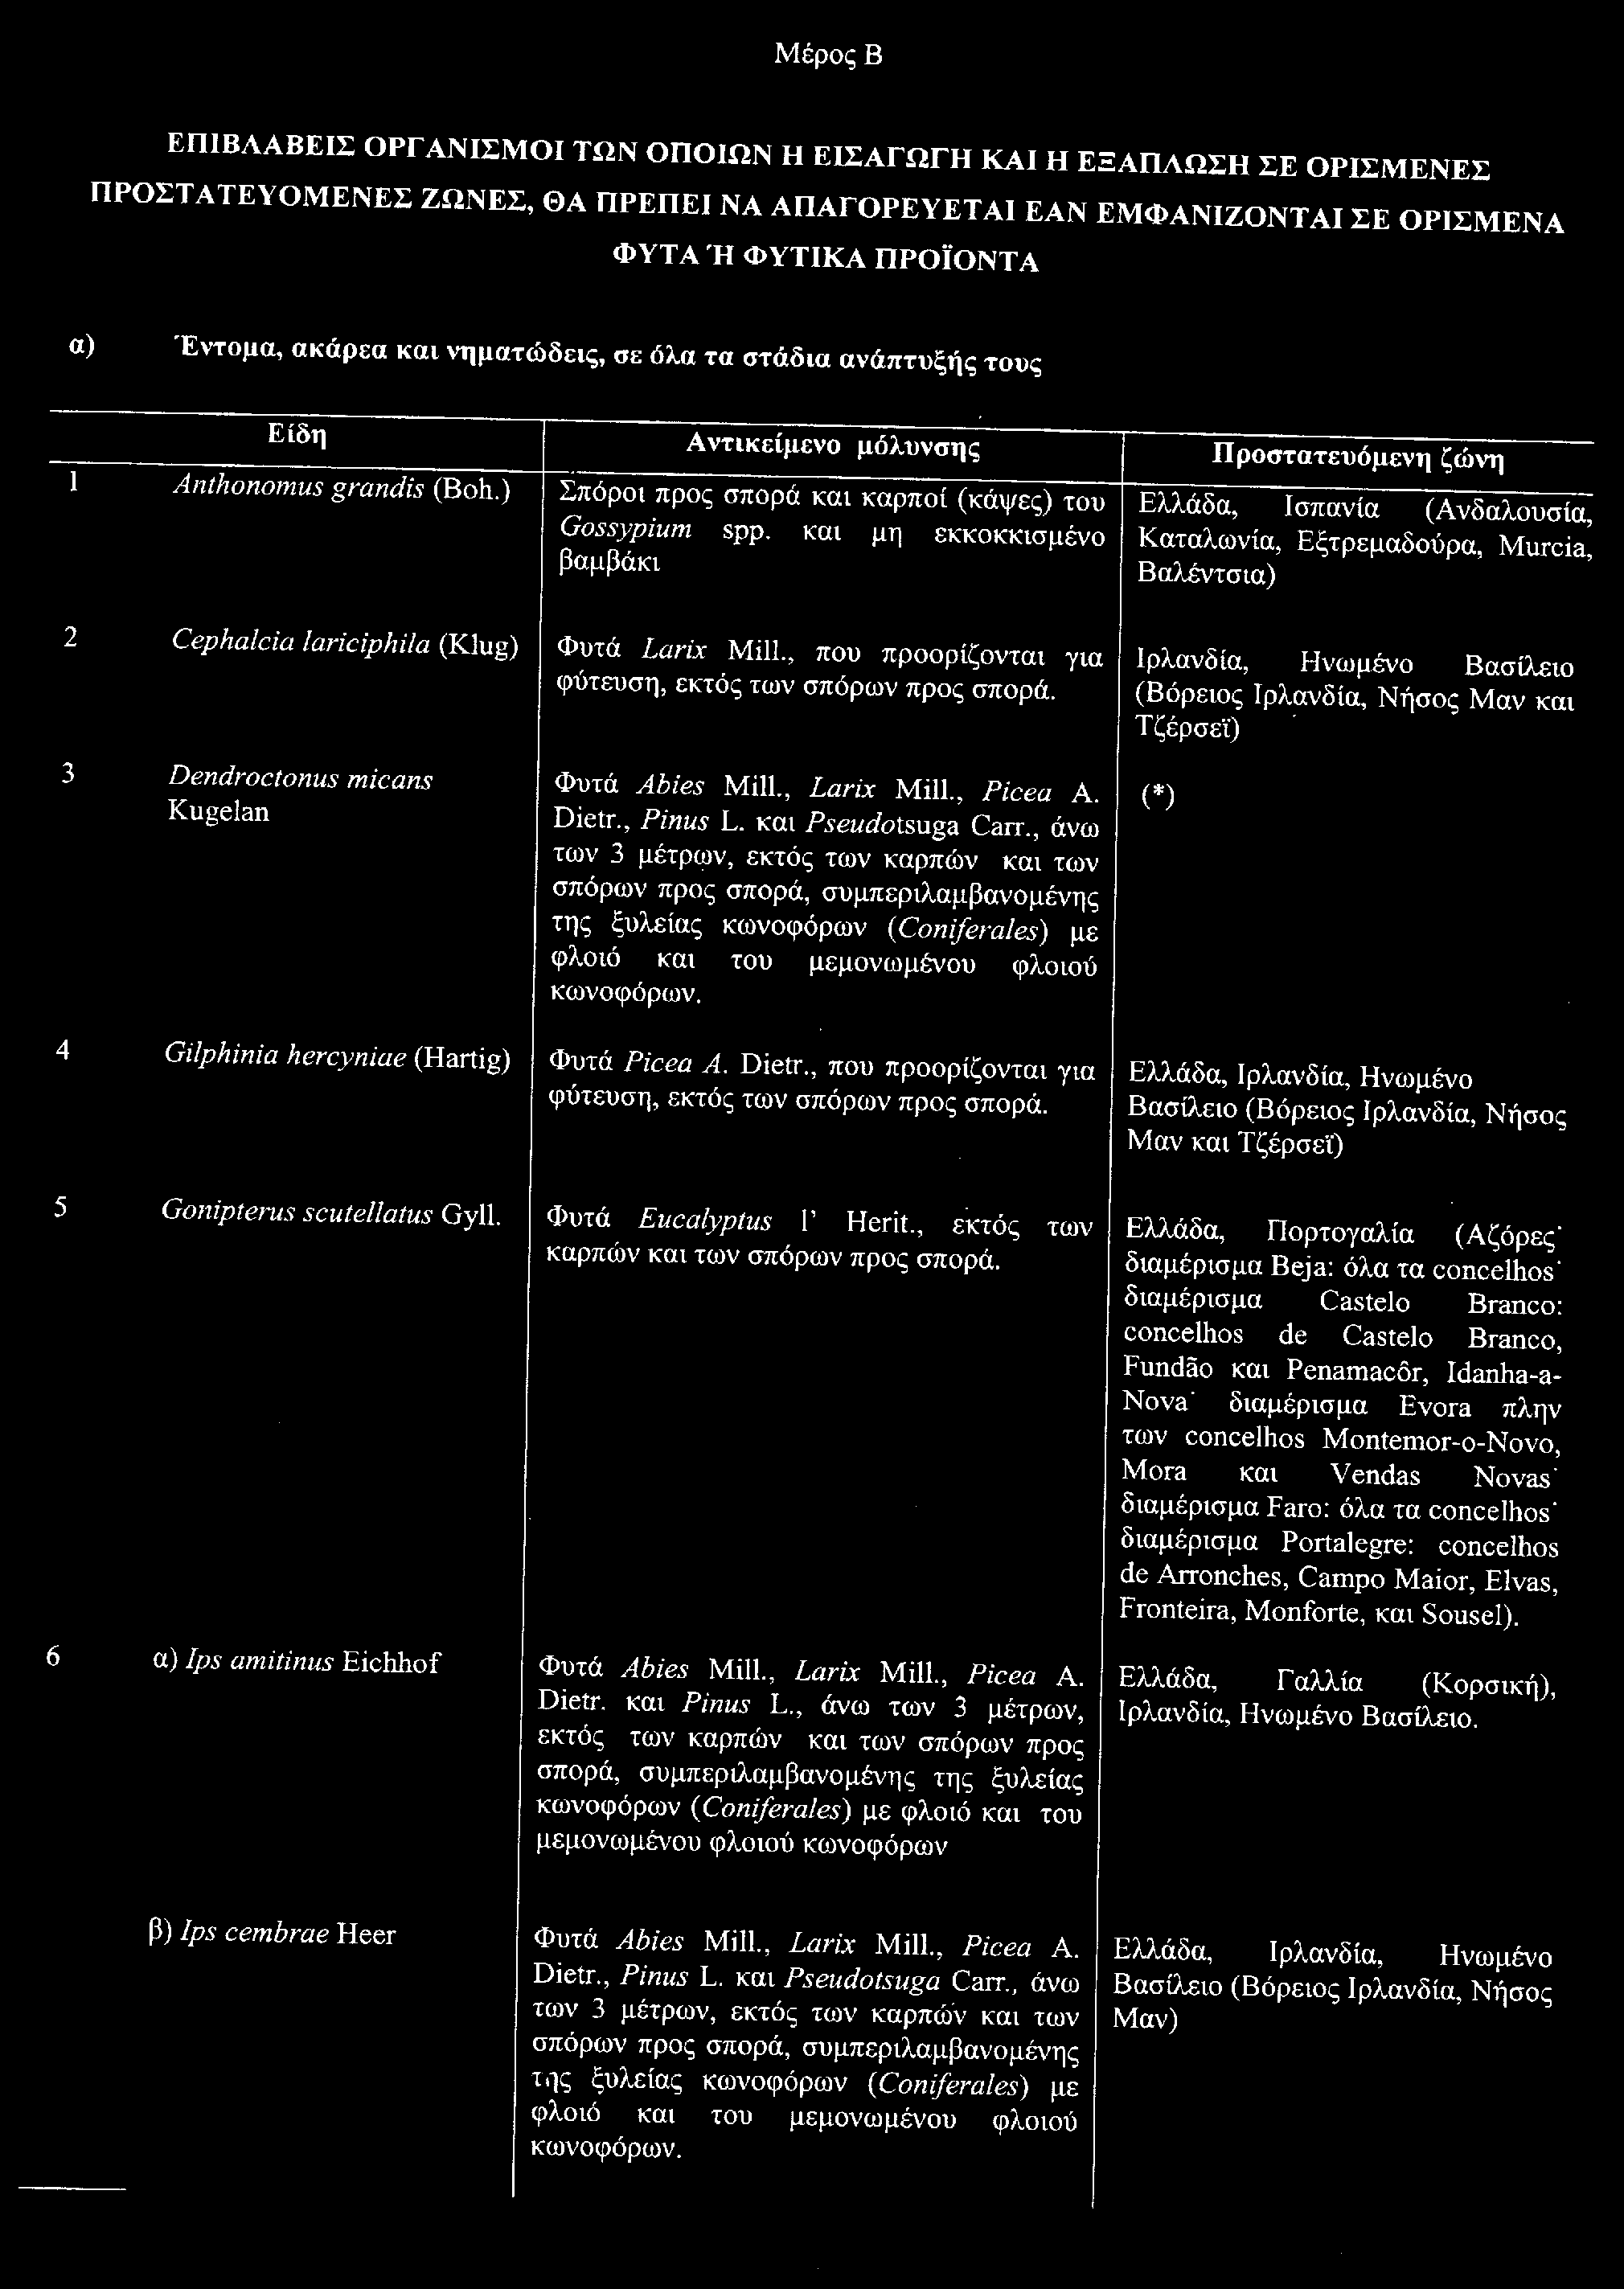 Μέρος Β
ΕΠΙΒΛΑΒΕΙΣ ΟΡΓΑΝΙΣΜΟΙ ΤΩΝ ΟΠΟΙΩΝ Η ΕΙΣΑΓΩΓΗ ΚΑΙ Η ΕΞΑΠΛΩΣΗ ΣΕ ΟΡΙΣΜΕΝΕΣ
ΠΡΟΣΤΑΤΕΥΟΜΕΝΕΣ ΖΩΝΕΣ, ΘΑ ΠΡΕΠΕΙ ΝΑ ΑΠΑΓΟΡΕΥΕΤΑΙ ΕΑΝ ΕΜΦΑΝΙΖΟΝΤΑΙ ΣΕ ΟΡΙΣΜΕΝΑ
ΦΥΤΑ Ή ΦΥΤΙΚΑ ΠΡΟΪΟΝΤΑ
α) Έντομα, ακάρεα και νηματώδεις, σε όλα τα στάδια ανάπτυξής τους
Είδη
Αντικείμενο μόλυνσης
Προστατευόμενη ζώνη
1 Anthonomus grandis (Boh.)
Σπόροι προς σπορά και καρποί (κάψες) του
Gossypium spp. και μη εκκοκκισμένο
βαμβάκι
Ελλάδα, Ισπανία (Ανδαλουσία,
Καταλωνία, Εξτρεμαδούρα, Murcia,
Βαλέντσια)
2 Cephalcia lariciphila (Klug)
Φυτά Larix Mill., που προορίζονται για
φύτευση, εκτός των σπόρων προς σπορά.
Ιρλανδία, Ηνωμένο Βασίλειο
(Βόρειος Ιρλανδία, Νήσος Μαν και
Τζέρσεϊ)
3 Dendroctonus micans
Kugelan
Φυτά Abies Mill., Larix Mill., Picea A.
Dietr., Pinus L. και Pseudotsuga Carr., άνω
των 3 μέτρων, εκτός των καρπών και των
σπόρων προς σπορά, συμπεριλαμβανομένης
της ξυλείας κωνοφόρων (Coniferales) με
φλοιό και του μεμονωμένου φλοιού
κωνοφόρων.
(*)
4 Gilphinia hercyniae (Hartig)
Φυτά Picea A. Dietr., που προορίζονται για
φύτευση, εκτός των σπόρων προς σπορά.
Ελλάδα, Ιρλανδία, Ηνωμένο
Βασίλειο (Βόρειος Ιρλανδία, Νήσος
Μαν και Τζέρσεϊ)
5 Gonipterus scutellatus Gyll.
Φυτά Eucalyptus l’ Herit., εκτός των
καρπών και των σπόρων προς σπορά.
Ελλάδα, Πορτογαλία (Αζόρες·
διαμέρισμα Beja: όλα τα concelhos·
διαμέρισμα Castelo Branco:
concelhos de Castelo Branco,
Fundão και Penamacôr, Idanha-a-
Nova· διαμέρισμα Evora πλην
των concelhos Montemor-o-Novo,
Mora και Vendas Novas·
διαμέρισμα Faro: όλα τα concelhos·
διαμέρισμα Portalegre: concelhos
de Arronches, Campo Maior, Elvas,
Fronteira, Monforte, και Sousel).
6 α) Ips amitinus Eichhof
Φυτά Abies Mill., Larix Mill., Picea A.
Dietr. και Pinus L., άνω των 3 μέτρων,
εκτός των καρπών και των σπόρων προς
σπορά, συμπεριλαμβανομένης της ξυλείας
κωνοφόρων (Coniferales) με φλοιό και του
μεμονωμένου φλοιού κωνοφόρων
Ελλάδα, Γαλλία (Κορσική),
Ιρλανδία, Ηνωμένο Βασίλειο.
β) Ips cembrae Heer
Φυτά Abies Mill., Larix Mill., Picea A.
Dietr., Pinus L. και Pseudotsuga Carr., άνω
των 3 μέτρων, εκτός των καρπών και των
σπόρων προς σπορά, συμπεριλαμβανομένης
της ξυλείας κωνοφόρων (Coniferales) με
φλοιό και του μεμονωμένου φλοιού
κωνοφόρων.
Ελλάδα, Ιρλανδία, Ηνωμένο
Βασίλειο (Βόρειος Ιρλανδία, Νήσος
Μαν)